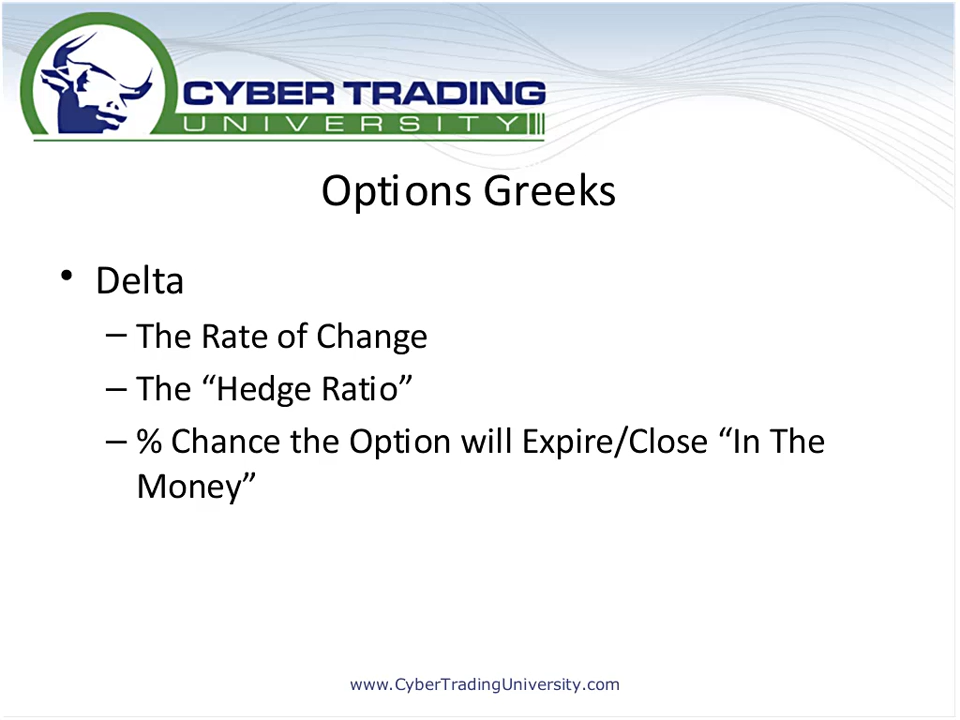 CYBER TRADING
UNIVERSITY
Options Greeks
• Delta
– The Rate of Change
– The “Hedge Ratio”
– % Chance the Option will Expire/Close “In The
Money”
www.CyberTradingUniversity.com